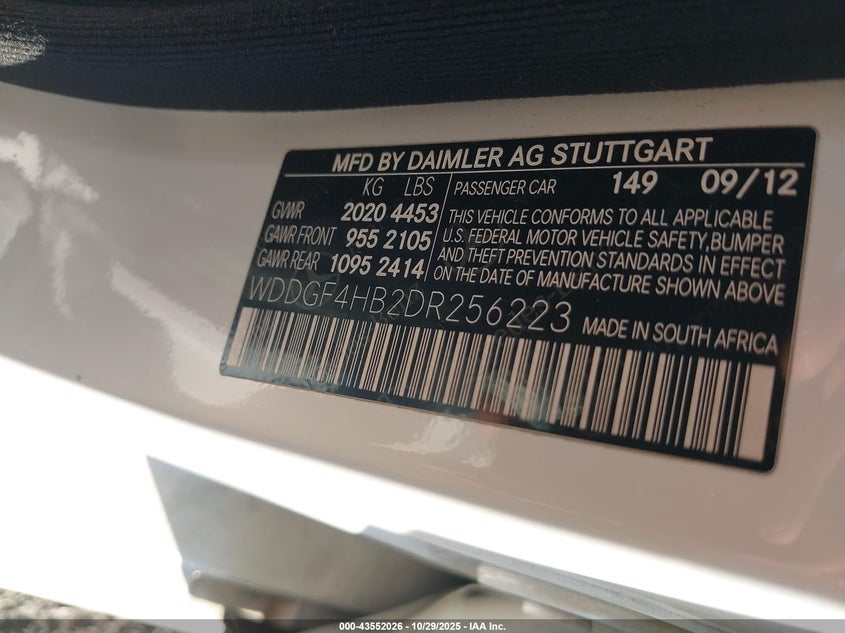 MFD BY DAIMLER AG STUTTGART
KG LBS
GVWR 2020 4453
GAWR FRONT 955 2105
GAWR REAR 1095 2414
PASSENGER CAR 149 09/12
THIS VEHICLE CONFORMS TO ALL APPLICABLE
U.S. FEDERAL MOTOR VEHICLE SAFETY,BUMPER
AND THEFT PREVENTION STANDARDS IN EFFECT
ON THE DATE OF MANUFACTURE SHOWN ABOVE
WDDGF4HB2DR256223 MADE IN SOUTH AFRICA
000-43552026 - 10/29/2025 - IAA Inc.